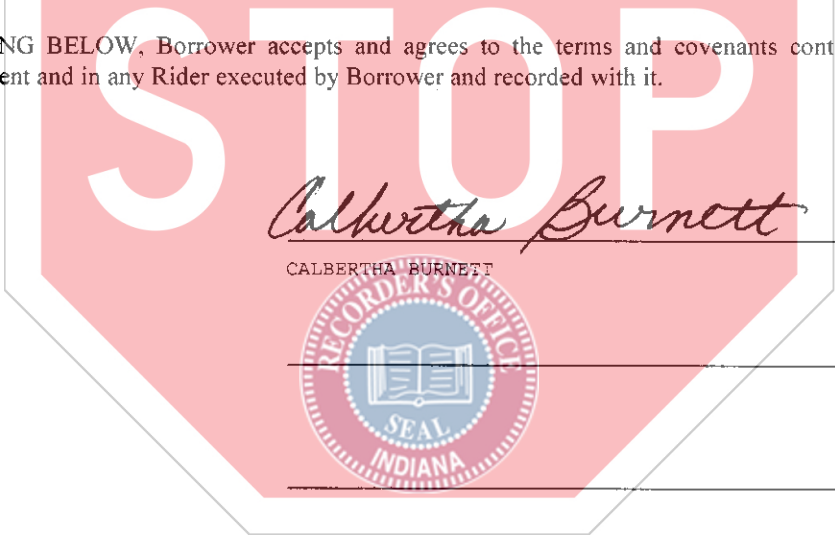 NG BELOW, Borrower accepts and agrees to the terms and covenants cont
ent and in any Rider executed by Borrower and recorded with it.
STOP
Calbertha Burnett
CALBERTHA BURNETT
RECORDER'S OFFICE
SEAL
INDIANA